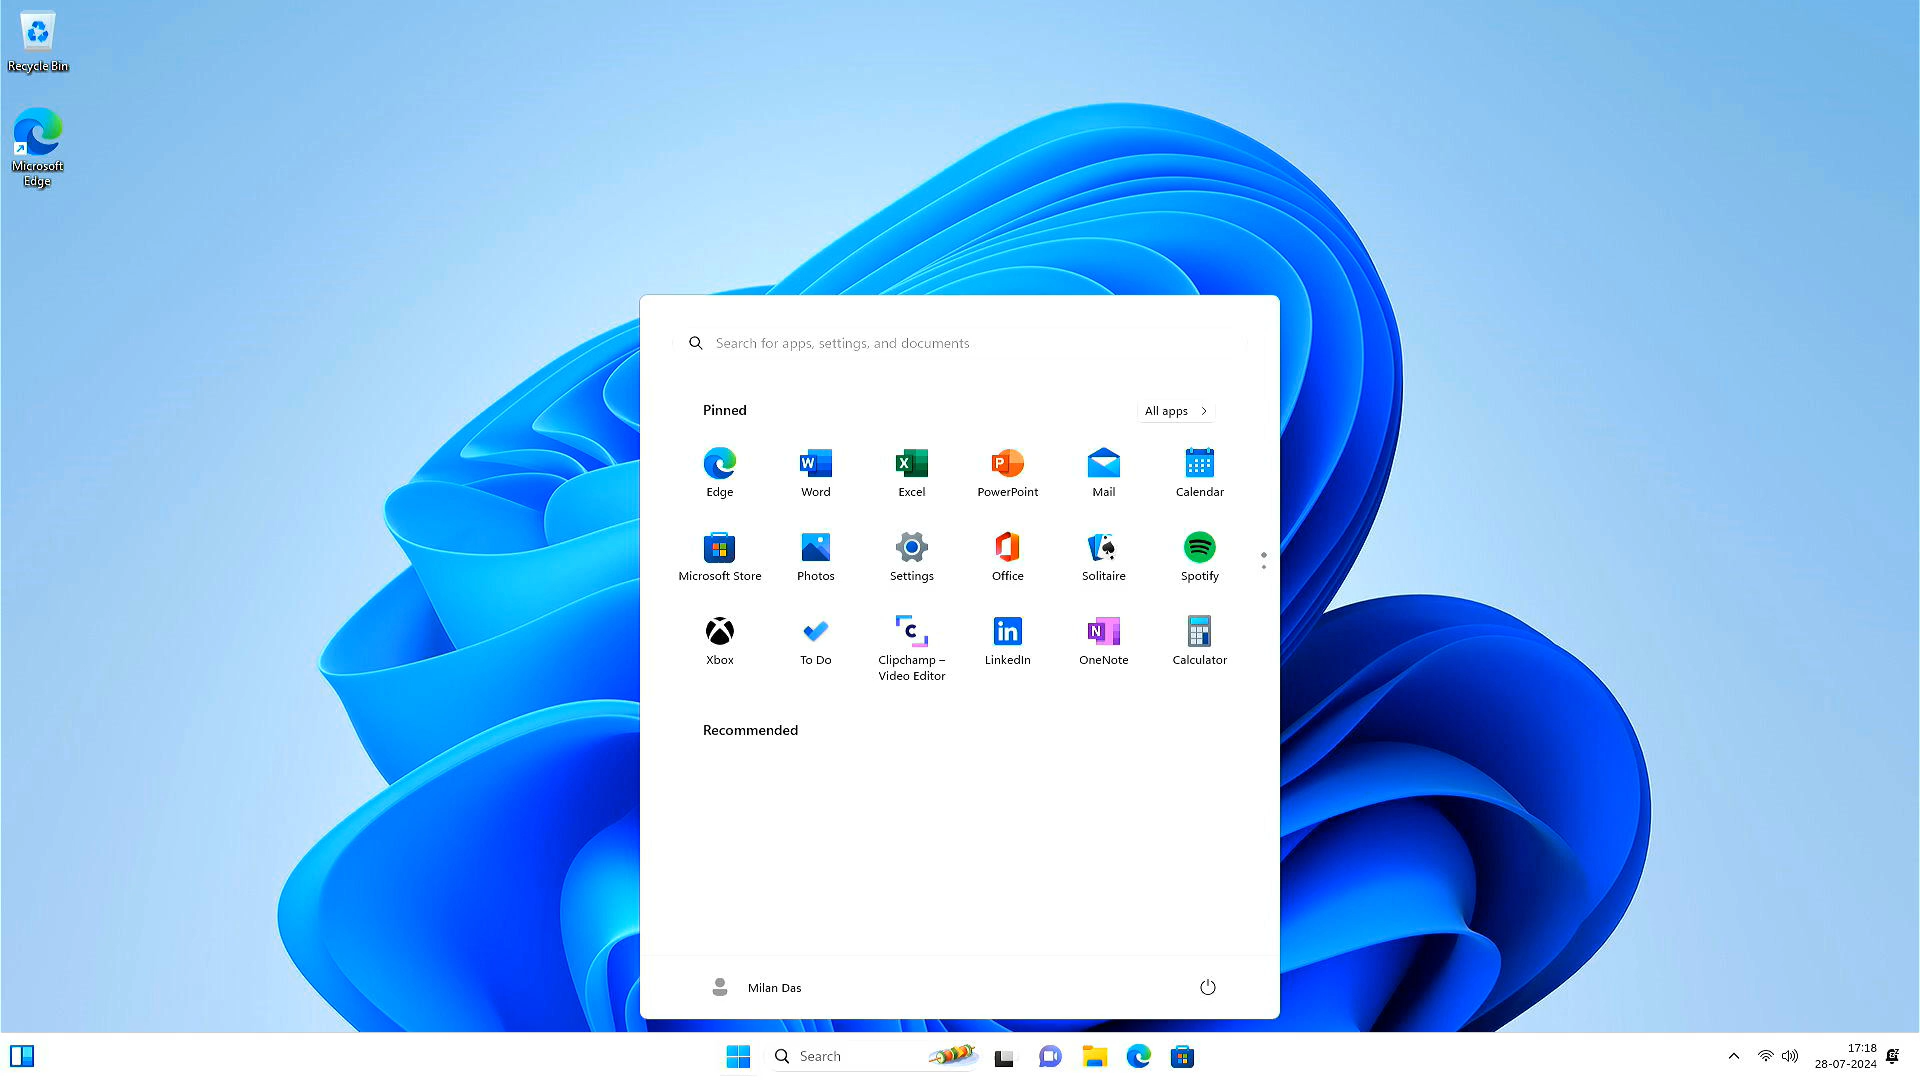 Recycle Bin
Microsoft
Edge
Search for apps, settings, and documents
Pinned
All apps
Edge
Word
Excel
PowerPoint
Mail
Calendar
Microsoft Store
Photos
Settings
Office
Solitaire
Spotify
Xbox
To Do
Clipchamp –
Video Editor
LinkedIn
OneNote
Calculator
Recommended
Milan Das
Search
17:18
28-07-2024